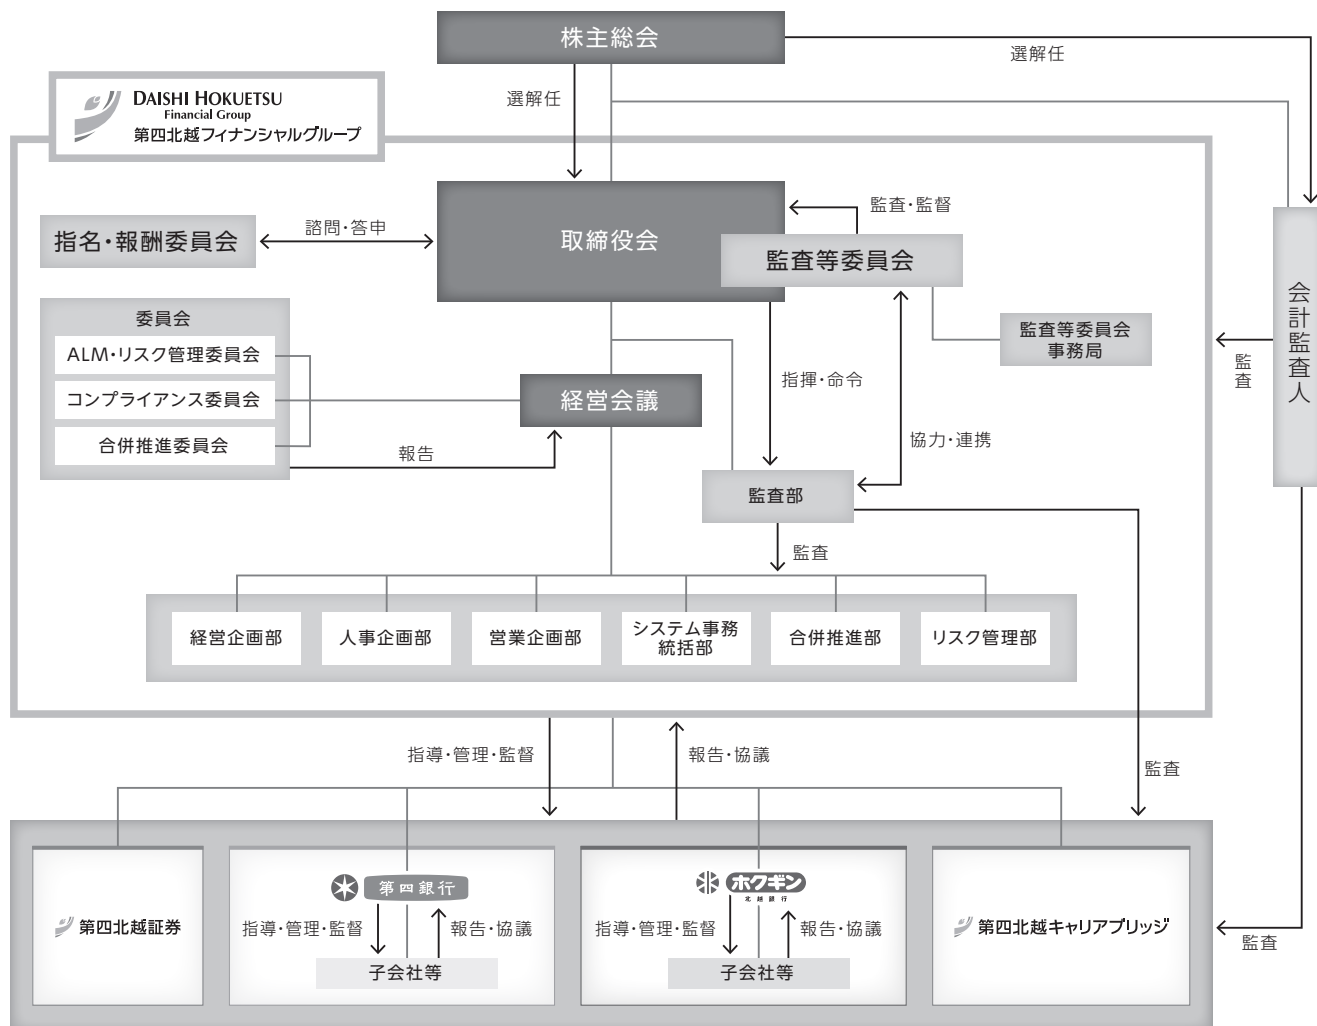 株主総会
選解任
選解任
DAISHI HOKUETSU
Financial Group
第四北越フィナンシャルグループ
取締役会
監査・監督
監査等委員会
指名・報酬委員会
諮問・答申
会計監査人
監査等委員会
事務局
監査
委員会
ALM・リスク管理委員会
コンプライアンス委員会
合併推進委員会
経営会議
報告
指揮・命令
協力・連携
監査部
監査
経営企画部
人事企画部
営業企画部
システム事務
統括部
合併推進部
リスク管理部
指導・管理・監督
報告・協議
監査
第四北越証券
第四銀行
指導・管理・監督
報告・協議
子会社等
ホクギン
北越銀行
指導・管理・監督
報告・協議
子会社等
第四北越キャリアブリッジ
監査